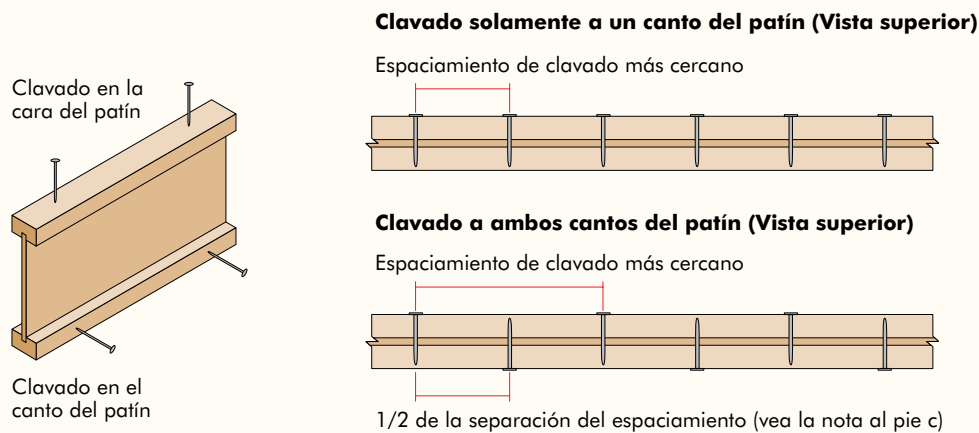 Clavado solamente a un canto del patín (Vista superior)
Espaciamiento de clavado más cercano
Clavado en la
cara del patín
Clavado a ambos cantos del patín (Vista superior)
Espaciamiento de clavado más cercano
Clavado en el
canto del patín
1/2 de la separación del espaciamiento (vea la nota al pie c)